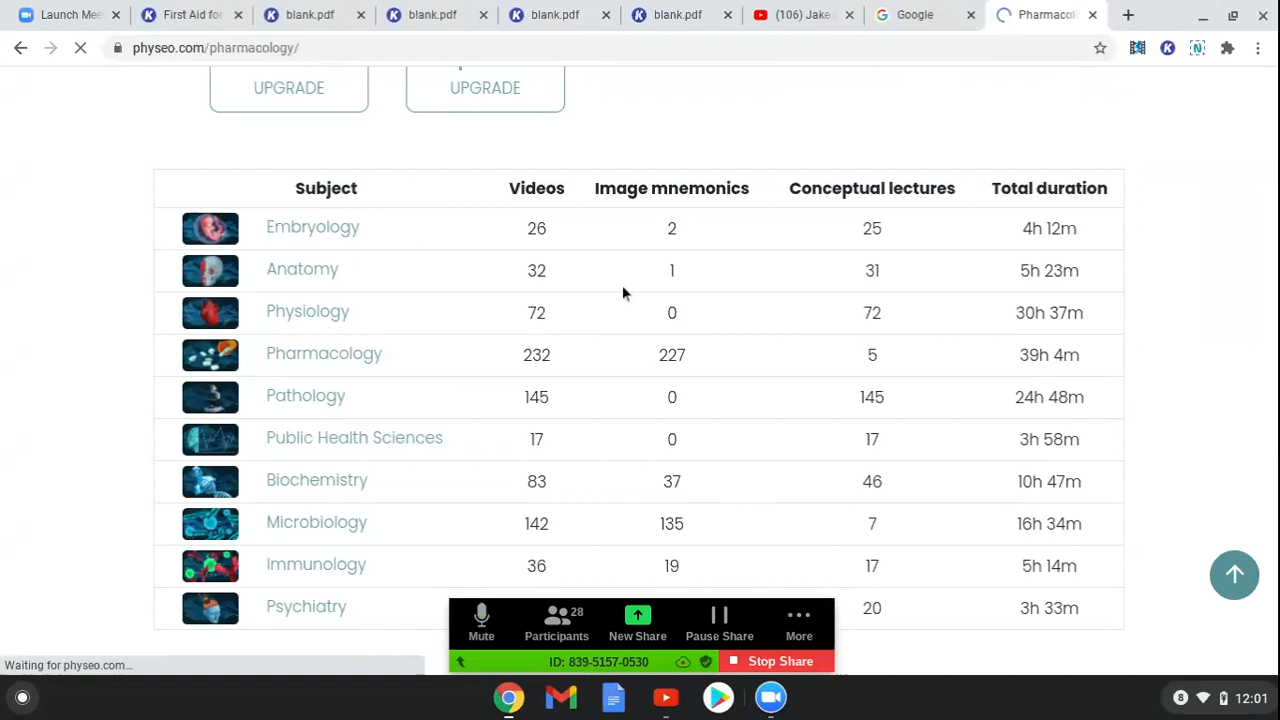 Launch Mee
First Aid for
blank.pdf
blank.pdf
blank.pdf
blank.pdf
(106) Jake
Google
Pharmacol
physeo.com/pharmacology/
UPGRADE UPGRADE
Subject Videos Image mnemonics Conceptual lectures Total duration
Embryology 26 2 25 4h 12m
Anatomy 32 1 31 5h 23m
Physiology 72 0 72 30h 37m
Pharmacology 232 227 5 39h 4m
Pathology 145 0 145 24h 48m
Public Health Sciences 17 0 17 3h 58m
Biochemistry 83 37 46 10h 47m
Microbiology 142 135 7 16h 34m
Immunology 36 19 17 5h 14m
Psychiatry 20 3h 33m
28
Mute Participants New Share Pause Share More
ID: 839-5157-0530 Stop Share
Waiting for physeo.com...
8 12:01